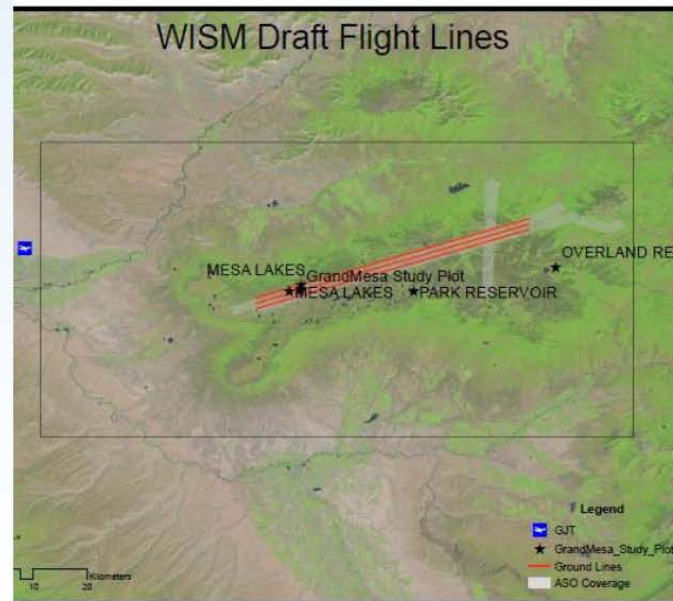 WISM Draft Flight Lines
OVERLAND RE
MESA LAKES
GrandMesa Study Plot
MESA LAKES
PARK RESERVOIR
Legend
GJT
GrandMesa_Study_Plot
Ground Lines
ASO Coverage
Kilometers
10 20